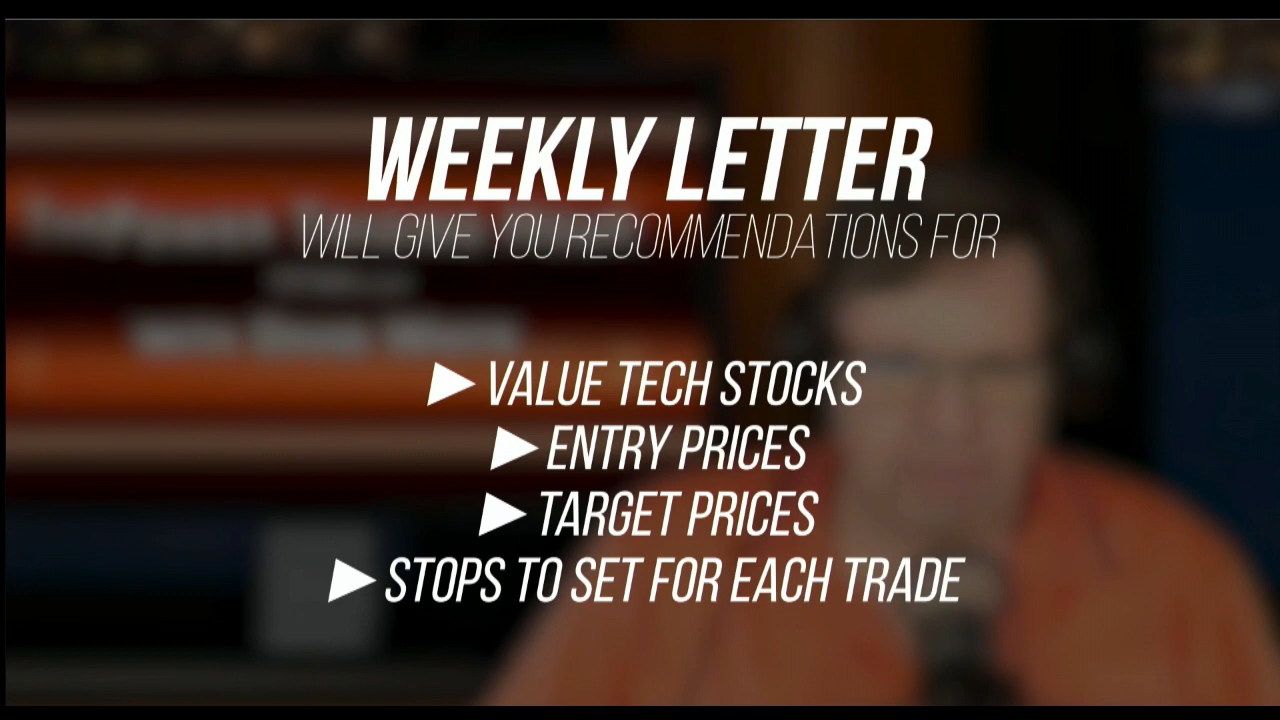 WEEKLY LETTER
WILL GIVE YOU RECOMMENDATIONS FOR
▶ VALUE TECH STOCKS
▶ ENTRY PRICES
▶ TARGET PRICES
▶ STOPS TO SET FOR EACH TRADE